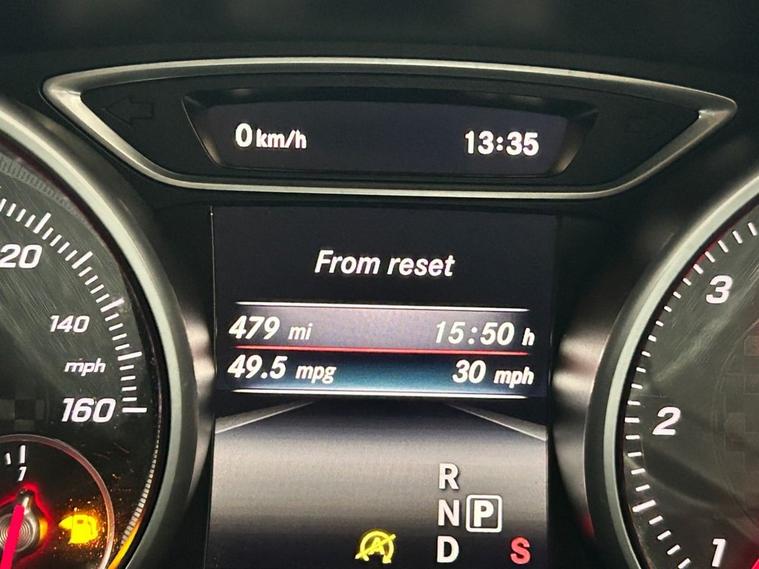 0 km/h 13:35
From reset
479 mi 15:50 h
49.5 mpg 30 mph
140
mph
160
1
3
2
1
R
N P
D S